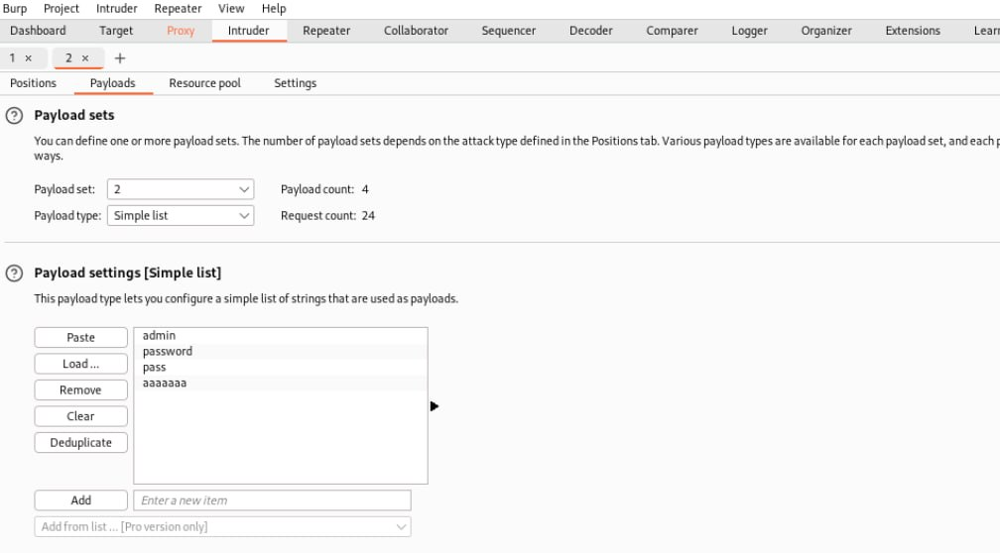 Burp Project Intruder Repeater View Help
Dashboard Target Proxy Intruder Repeater Collaborator Sequencer Decoder Comparer Logger Organizer Extensions Learn
1 × 2 × +
Positions Payloads Resource pool Settings
? Payload sets
You can define one or more payload sets. The number of payload sets depends on the attack type defined in the Positions tab. Various payload types are available for each payload set, and each p
ways.
Payload set: 2 Payload count: 4
Payload type: Simple list Request count: 24
? Payload settings [Simple list]
This payload type lets you configure a simple list of strings that are used as payloads.
Paste admin
password
Load ... pass
aaaaaaa
Remove
Clear
Deduplicate
Add Enter a new item
Add from list ... [Pro version only]